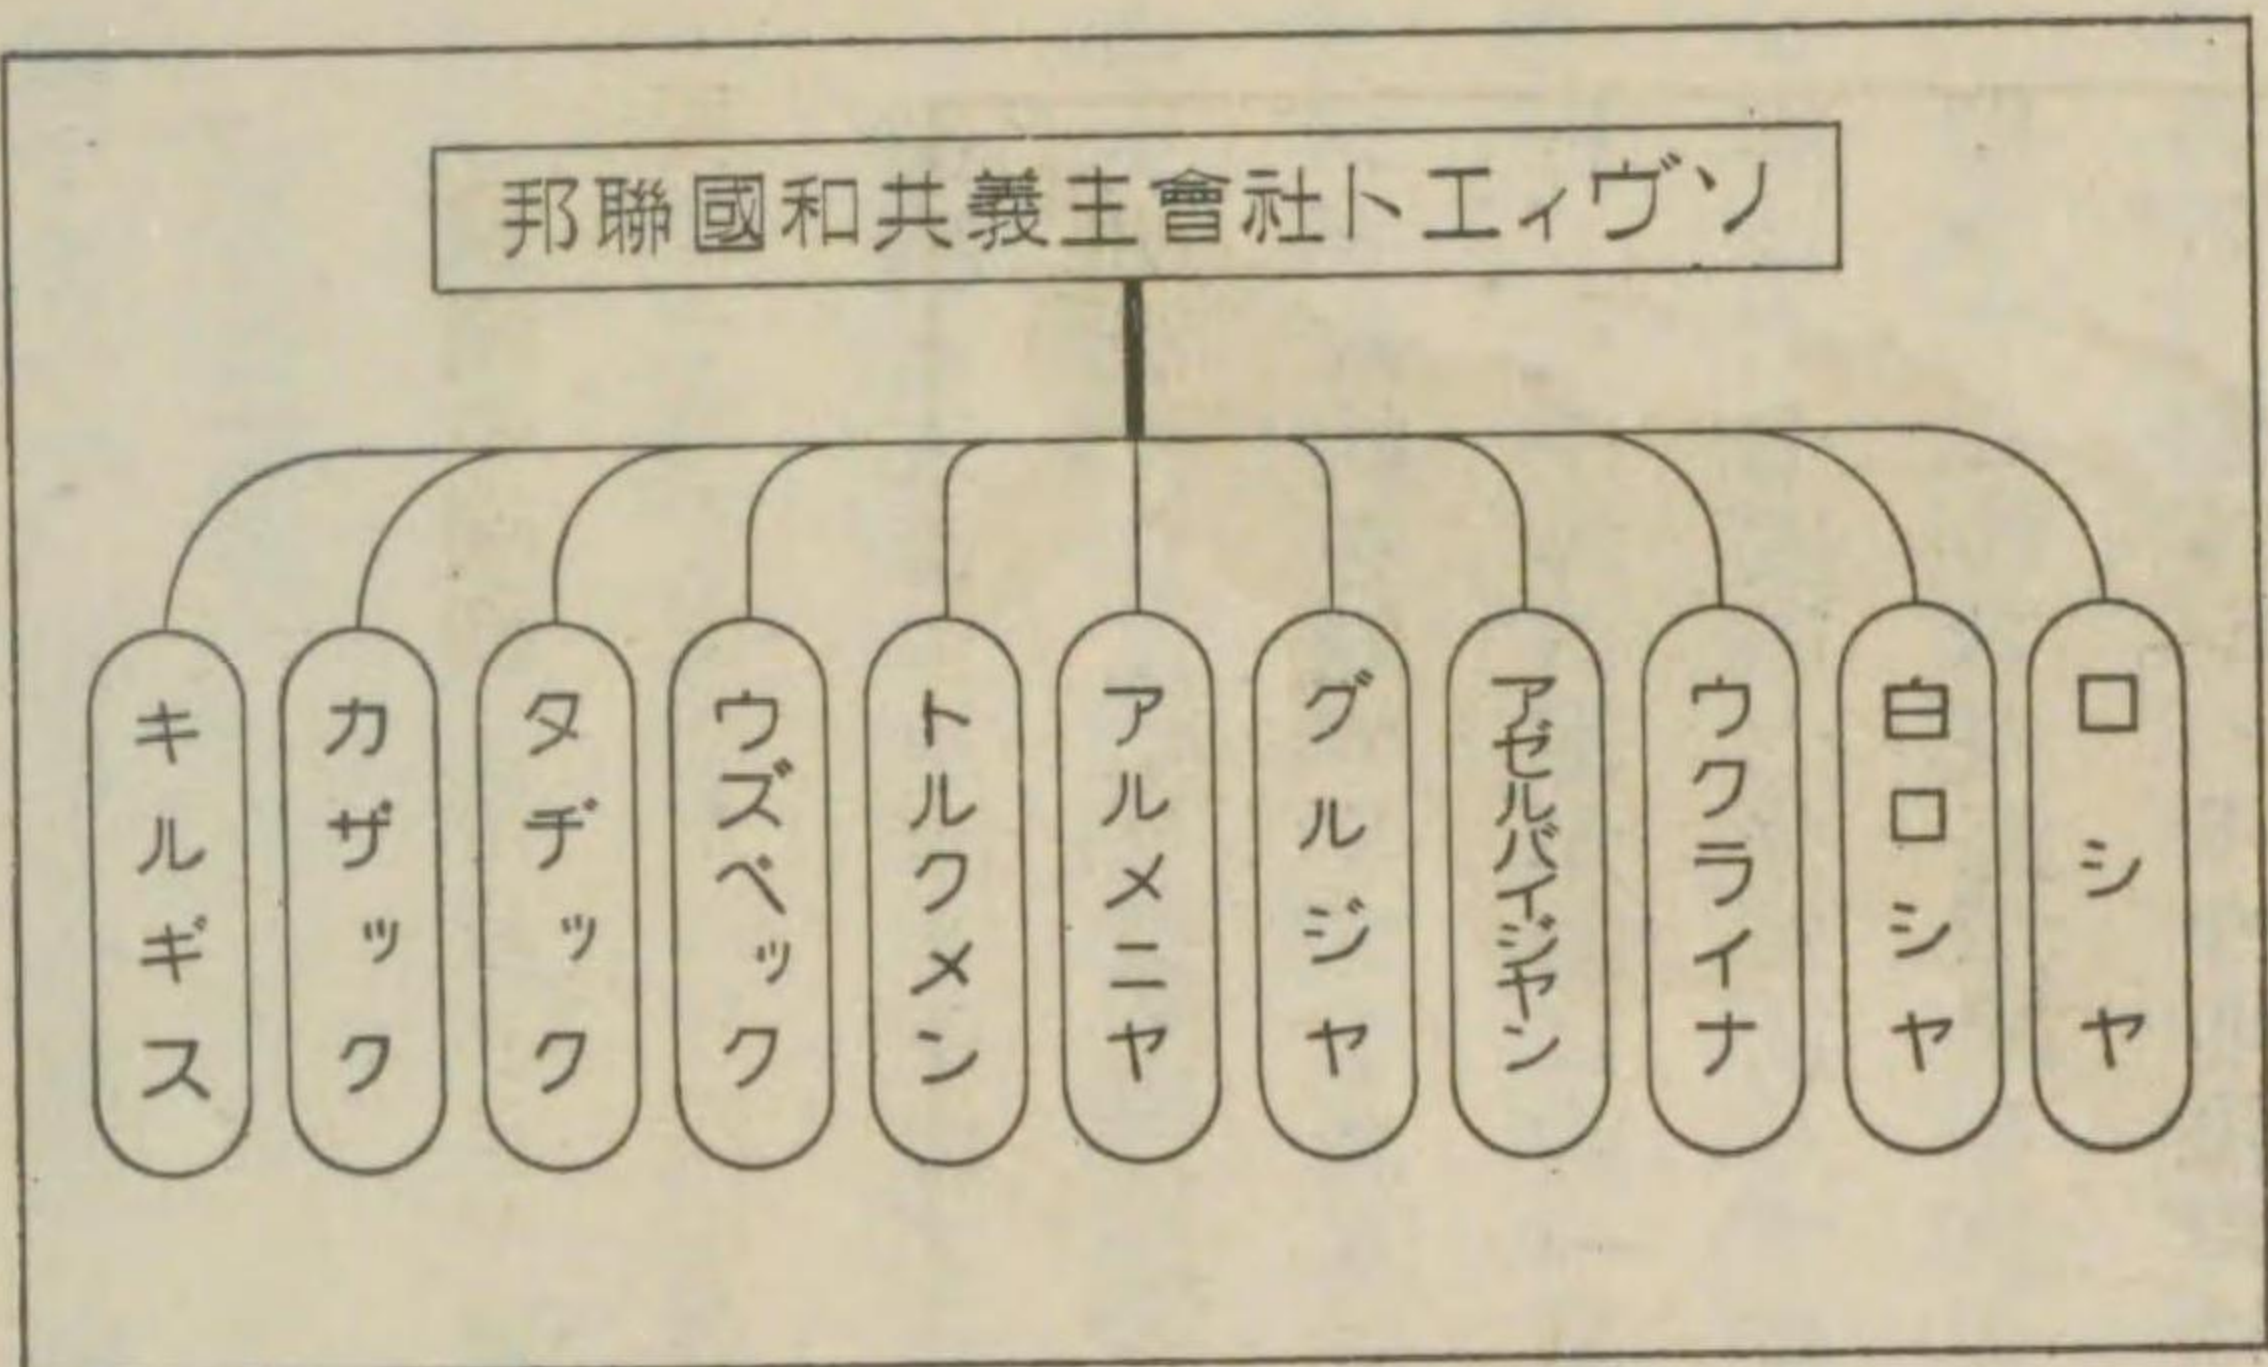 ソヴィエト社會主義共和國聯邦
ロシヤ
白ロシヤ
ウクライナ
アゼルバイジヤン
グルジヤ
アルメニヤ
トルクメン
ウズベック
タヂック
カザック
キルギス